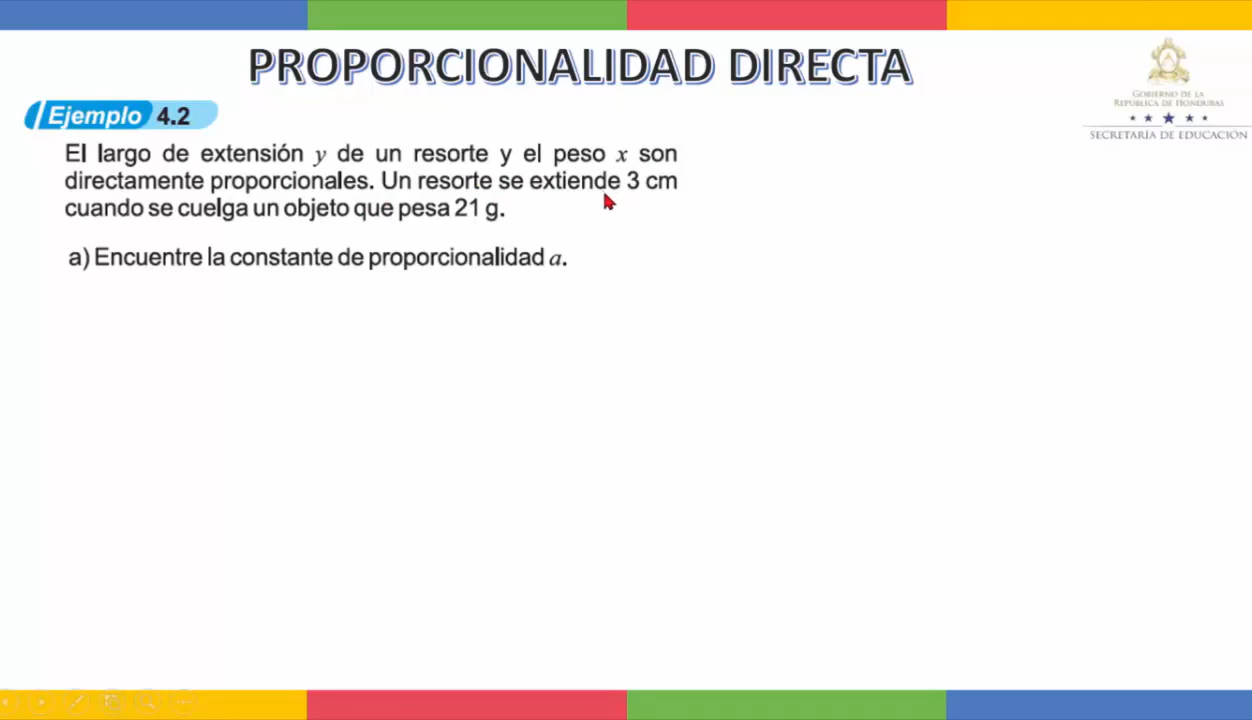 PROPORCIONALIDAD DIRECTA
GOBIERNO DE LA
REPÚBLICA DE HONDURAS
SECRETARÍA DE EDUCACIÓN
Ejemplo 4.2
El largo de extensión y de un resorte y el peso x son
directamente proporcionales. Un resorte se extiende 3 cm
cuando se cuelga un objeto que pesa 21 g.
a) Encuentre la constante de proporcionalidad a.